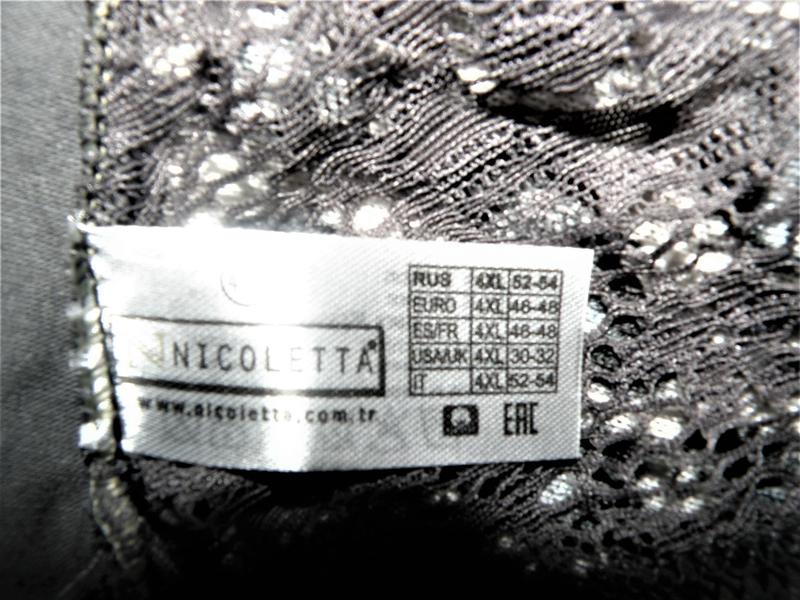 NICOLETTA®
www.nicoletta.com.tr
RUS 4XL 52-54
EURO 4XL 46-48
ES/FR 4XL 46-48
USA/UK 4XL 30-32
IT 4XL 52-54
EAC